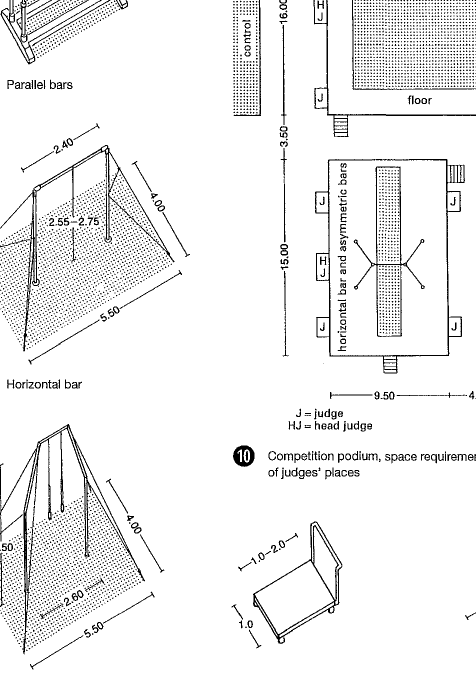 Parallel bars
2.40
4.00
2.55–2.75
5.50
Horizontal bar
.50
4.00
2.60
5.50
control
16.00
H
J
J
floor
3.50
15.00
horizontal bar and asymmetric bars
J
J
H
J
J
J
9.50
4.
J = judge
HJ = head judge
10 Competition podium, space requiremen
of judges' places
1.0–2.0
1.0